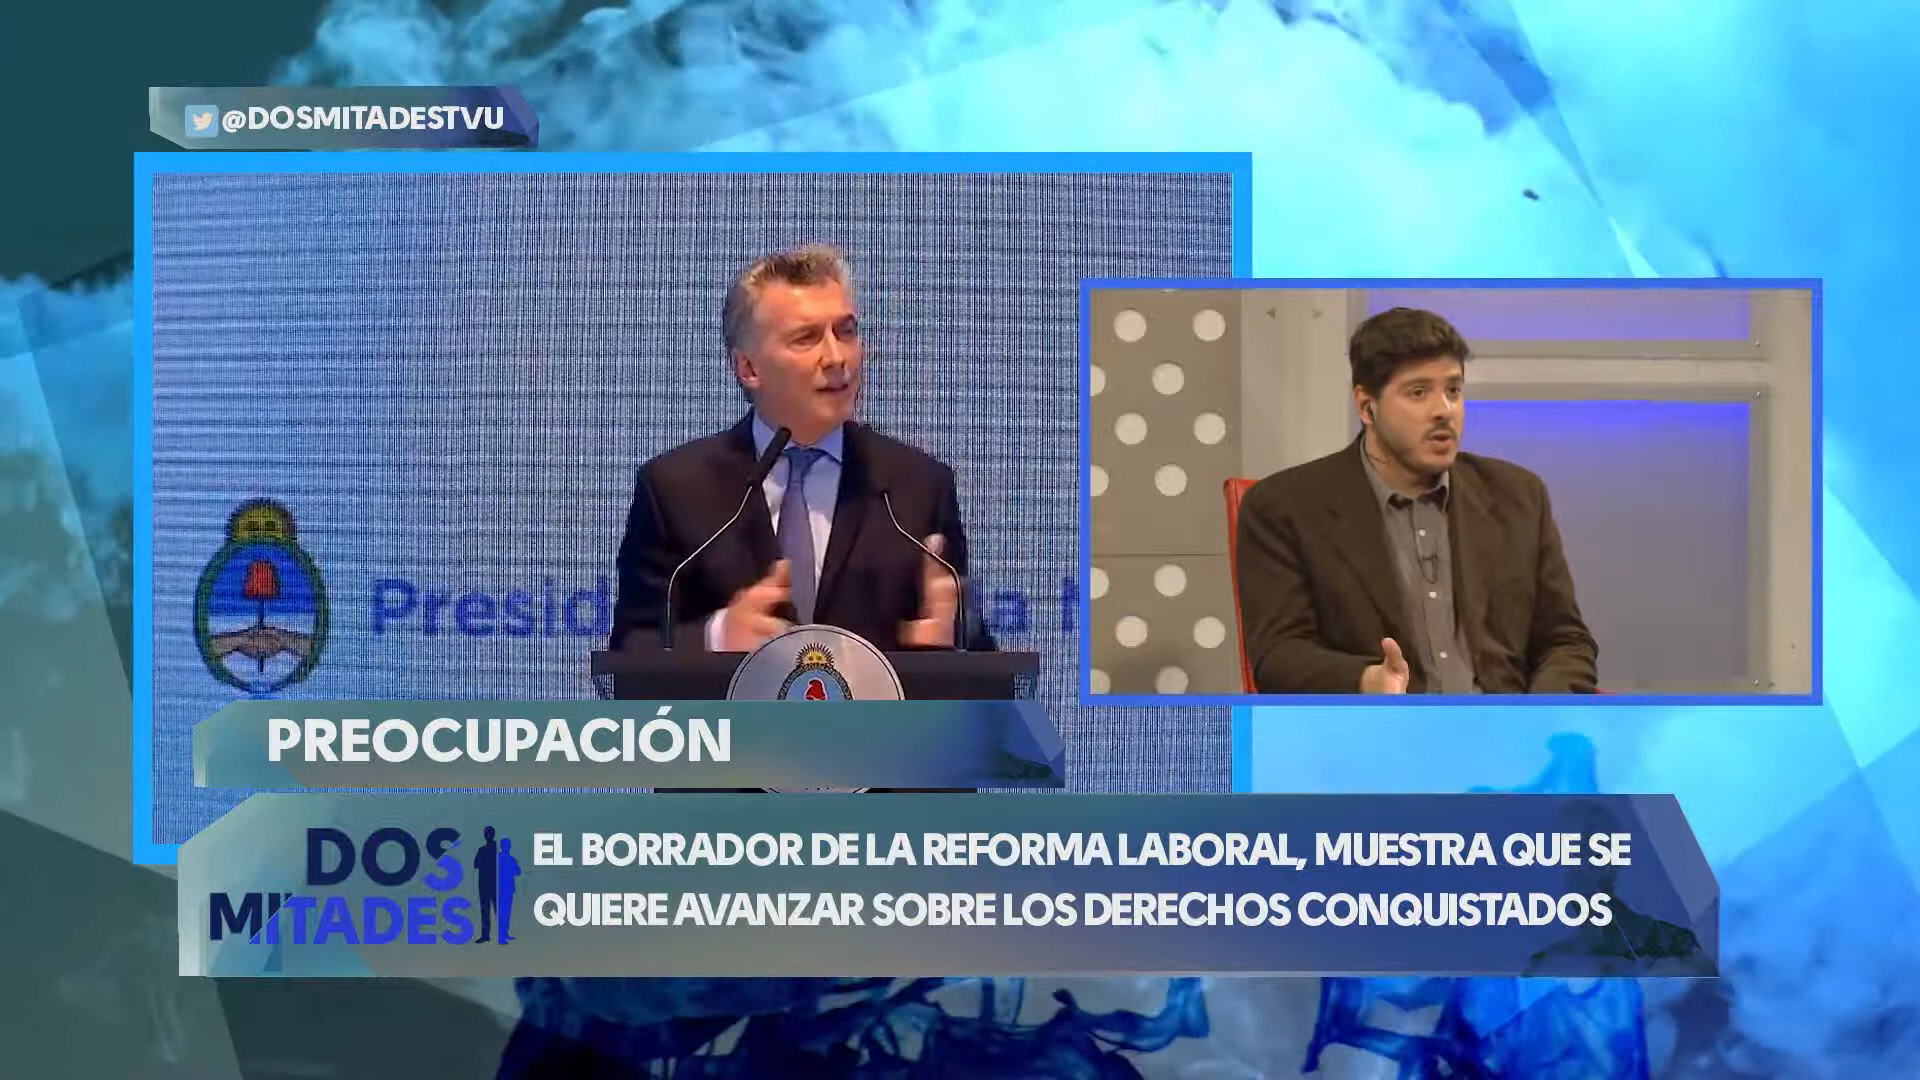 @DOSMITADESTVU
Presid
a
PREOCUPACIÓN
DOS
MITADES
EL BORRADOR DE LA REFORMA LABORAL, MUESTRA QUE SE
QUIERE AVANZAR SOBRE LOS DERECHOS CONQUISTADOS